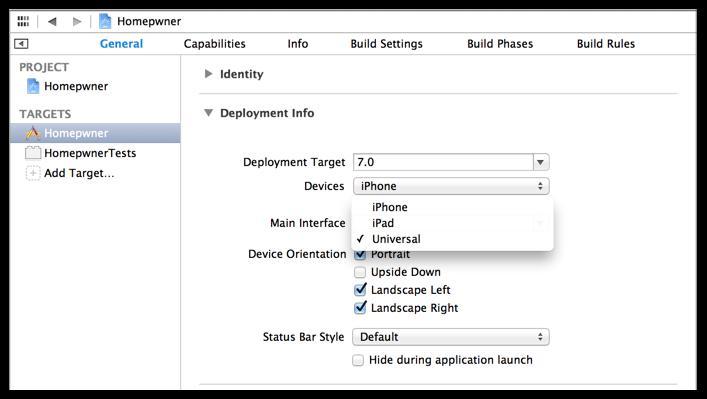 Homepwner
General Capabilities Info Build Settings Build Phases Build Rules
PROJECT
Homepwner
TARGETS
Homepwner
HomepwnerTests
Add Target...
Identity
Deployment Info
Deployment Target 7.0
Devices iPhone
iPhone
Main Interface iPad
Universal
Device Orientation Portrait
Upside Down
Landscape Left
Landscape Right
Status Bar Style Default
Hide during application launch